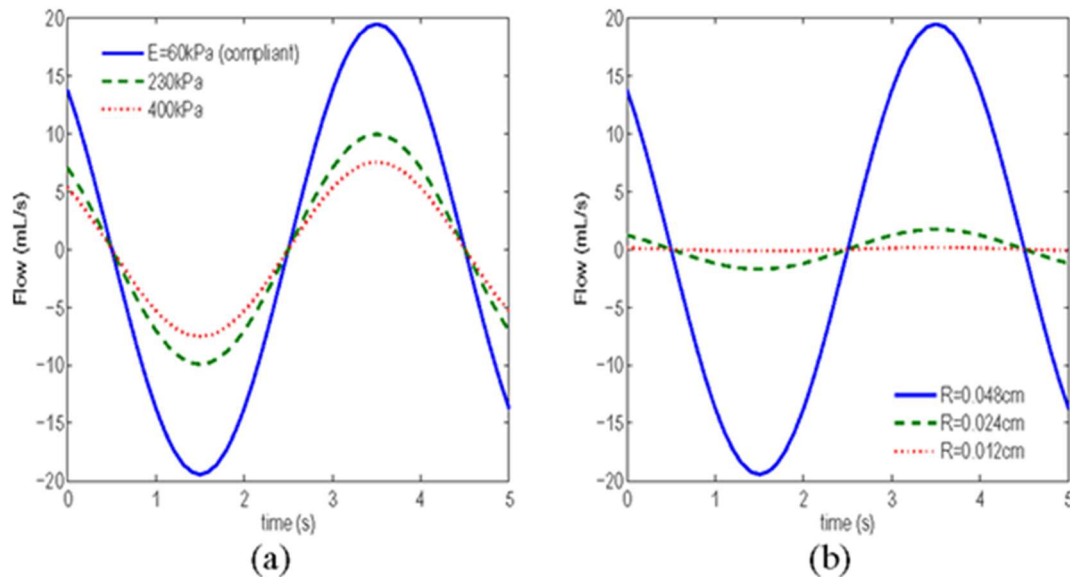 20
15
10
5
0
−5
−10
−15
−20
Flow (mL/s)
E=60kPa (compliant)
230kPa
400kPa
0 1 2 3 4 5
time (s)
(a)
20
15
10
5
0
−5
−10
−15
−20
Flow (mL/s)
R=0.048cm
R=0.024cm
R=0.012cm
0 1 2 3 4 5
time (s)
(b)